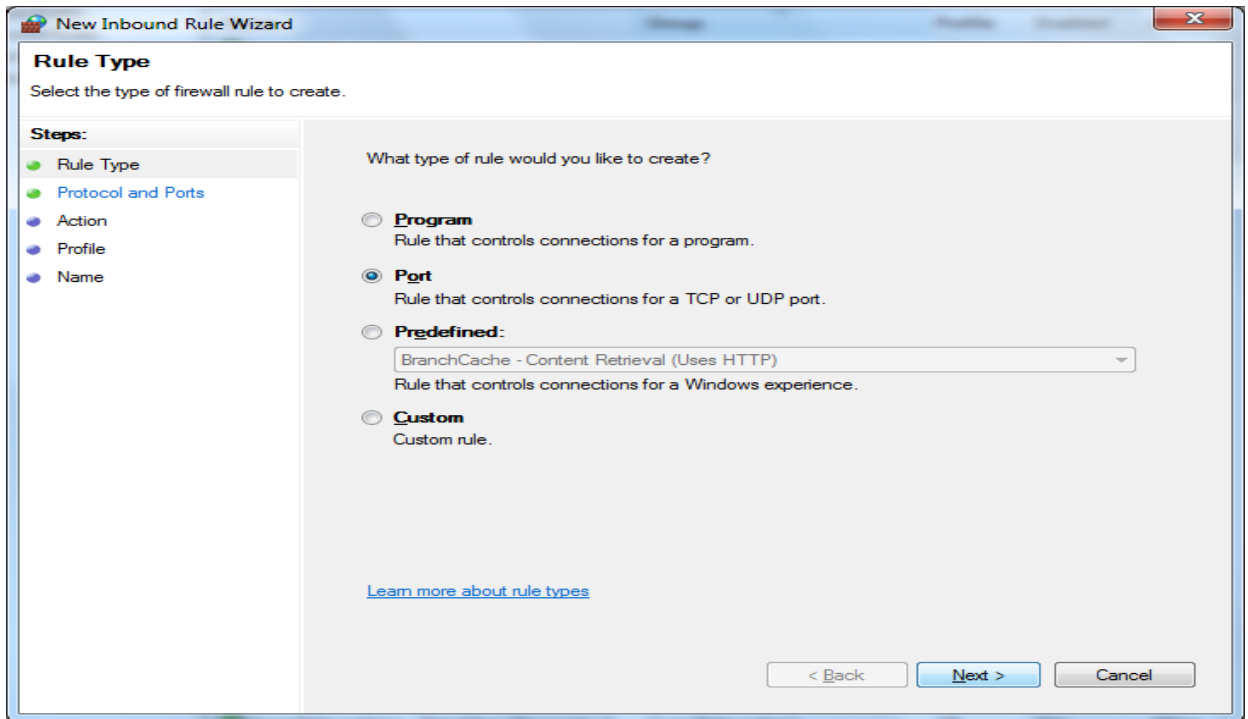 New Inbound Rule Wizard
Rule Type
Select the type of firewall rule to create.
Steps:
Rule Type
Protocol and Ports
Action
Profile
Name
What type of rule would you like to create?
Program
Rule that controls connections for a program.
Port
Rule that controls connections for a TCP or UDP port.
Predefined:
BranchCache - Content Retrieval (Uses HTTP)
Rule that controls connections for a Windows experience.
Custom
Custom rule.
Learn more about rule types
< Back Next > Cancel